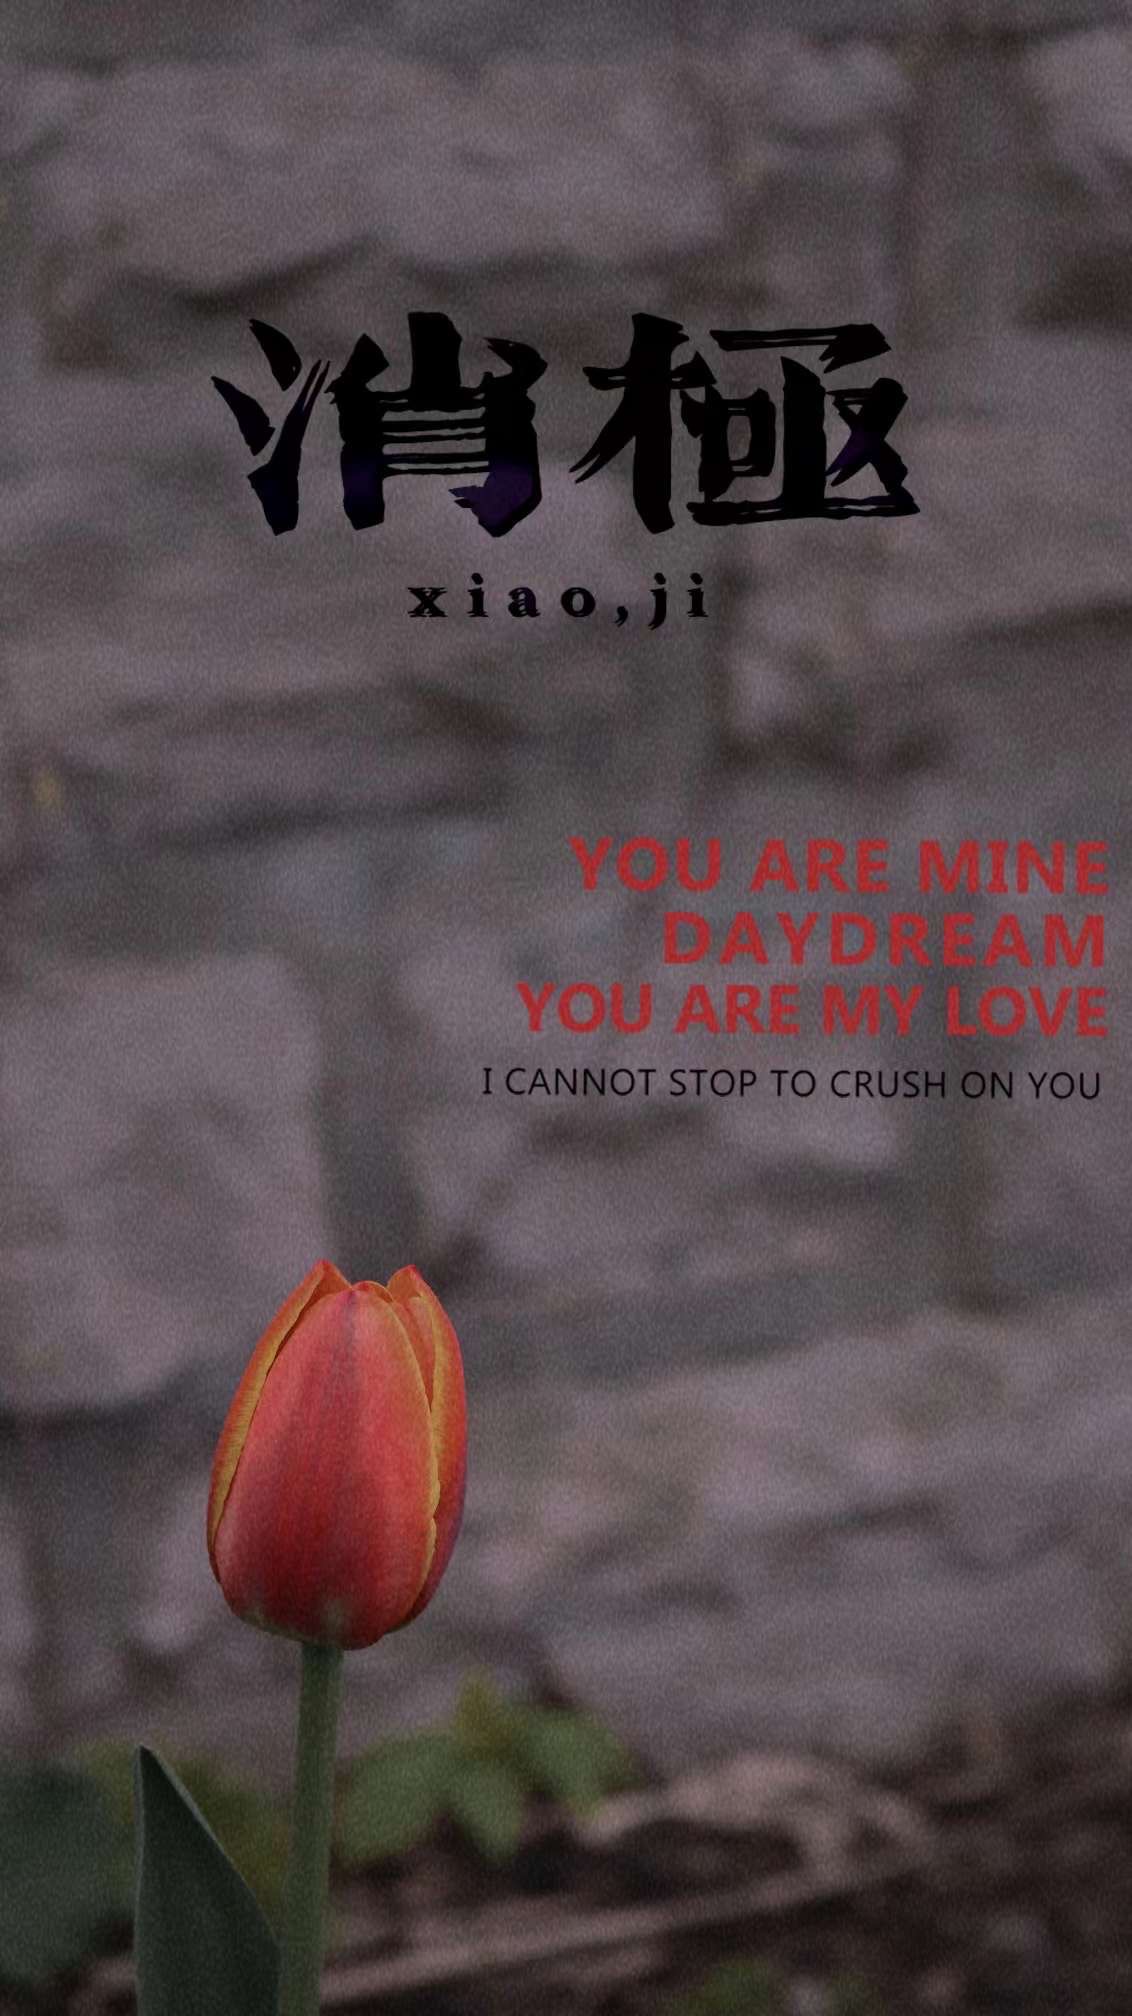 消極
xiao,ji
YOU ARE MINE
DAYDREAM
YOU ARE MY LOVE
I CANNOT STOP TO CRUSH ON YOU